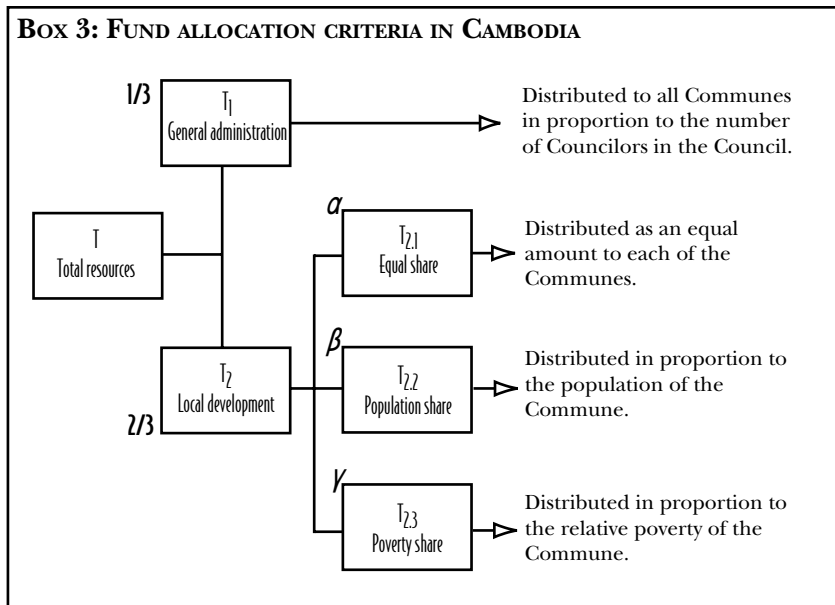 BOX 3: FUND ALLOCATION CRITERIA IN CAMBODIA
1/3
T1
General administration
Distributed to all Communes
in proportion to the number
of Councilors in the Council.
T
Total resources
α
T2.1
Equal share
Distributed as an equal
amount to each of the
Communes.
2/3
T2
Local development
β
T2.2
Population share
Distributed in proportion to
the population of the
Commune.
γ
T2.3
Poverty share
Distributed in proportion to
the relative poverty of the
Commune.